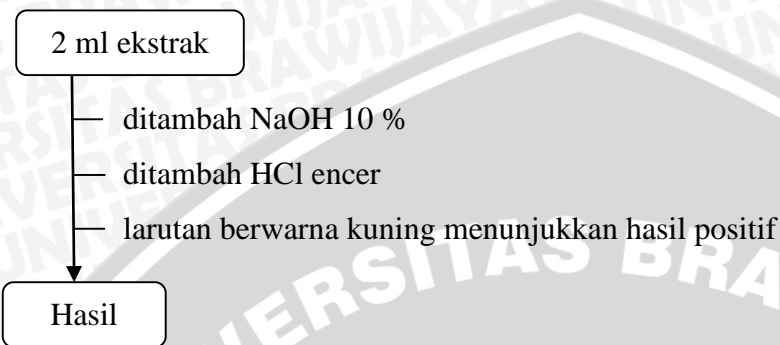 2 ml ekstrak
ditambah NaOH 10 %
ditambah HCl encer
larutan berwarna kuning menunjukkan hasil positif
Hasil